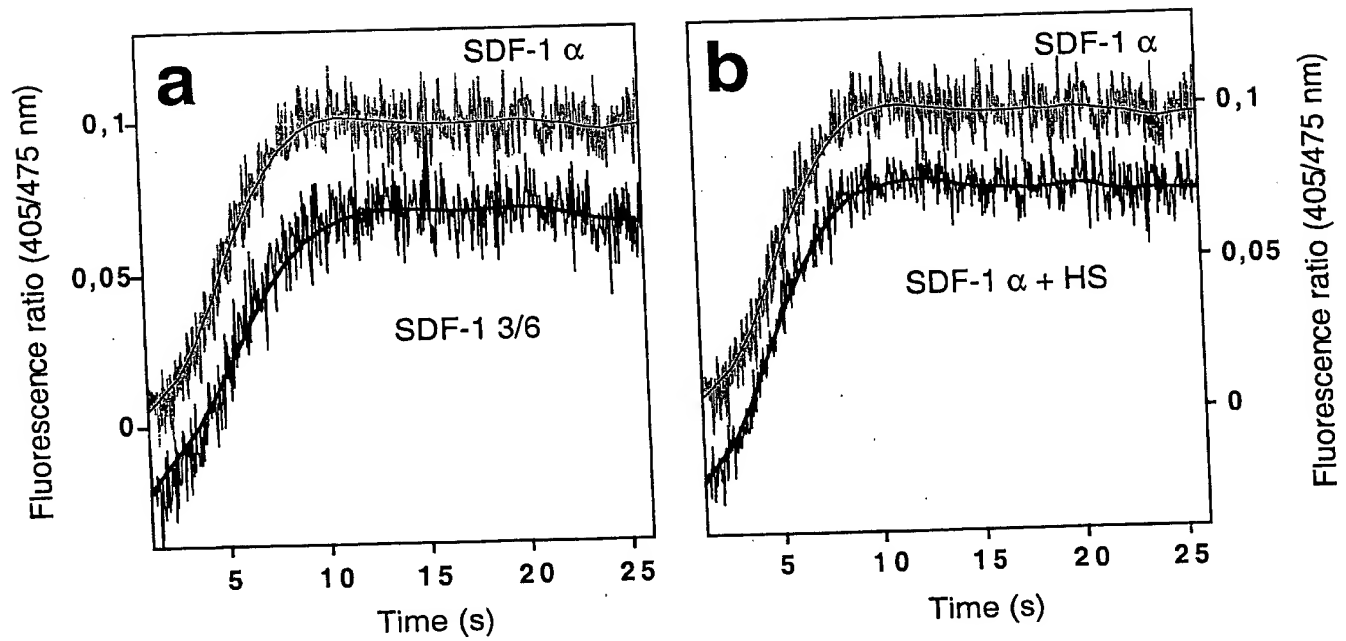 a
SDF-1 α
SDF-1 3/6
0,1
0,05
0
5 10 15 20 25
Time (s)
Fluorescence ratio (405/475 nm)
b
SDF-1 α
SDF-1 α + HS
0,1
0,05
0
5 10 15 20 25
Time (s)
Fluorescence ratio (405/475 nm)